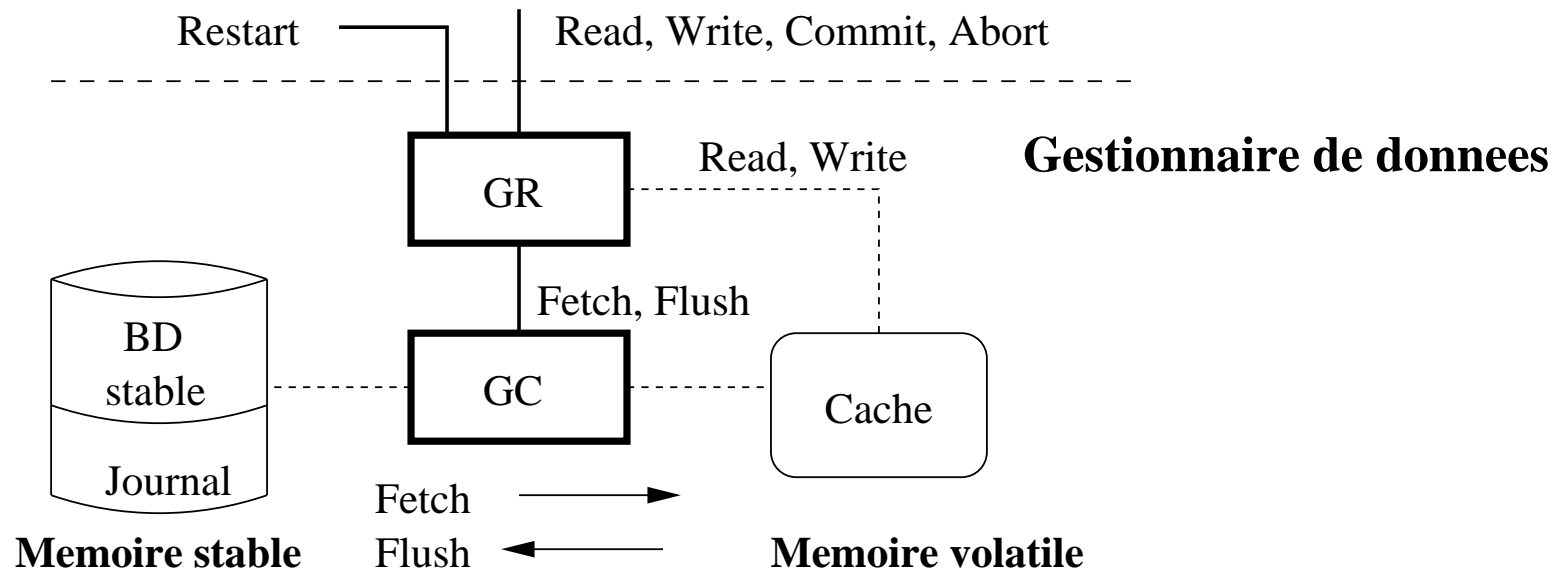 Restart
Read, Write, Commit, Abort
Read, Write
Gestionnaire de donnees
GR
Fetch, Flush
BD
stable
GC
Cache
Journal
Fetch
Memoire stable
Flush
Memoire volatile